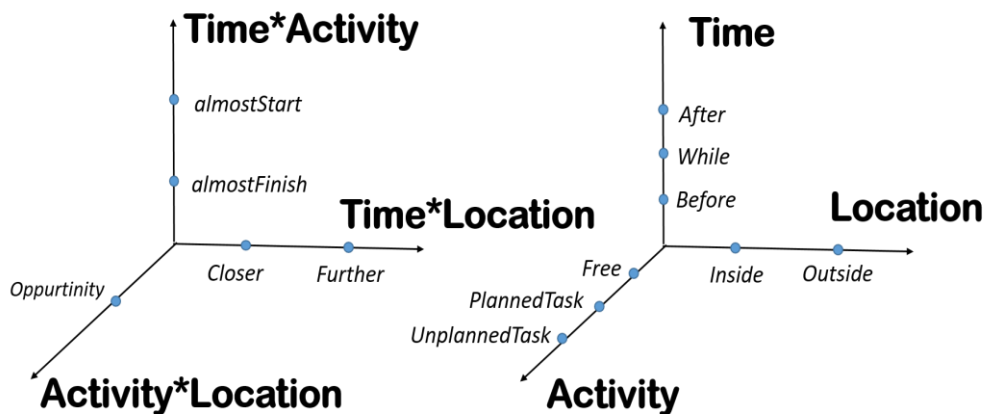 Time*Activity
almostStart
almostFinish
Time*Location
Closer
Further
Oppurtinity
Activity*Location
Time
After
While
Before
Location
Inside
Outside
Free
PlannedTask
UnplannedTask
Activity